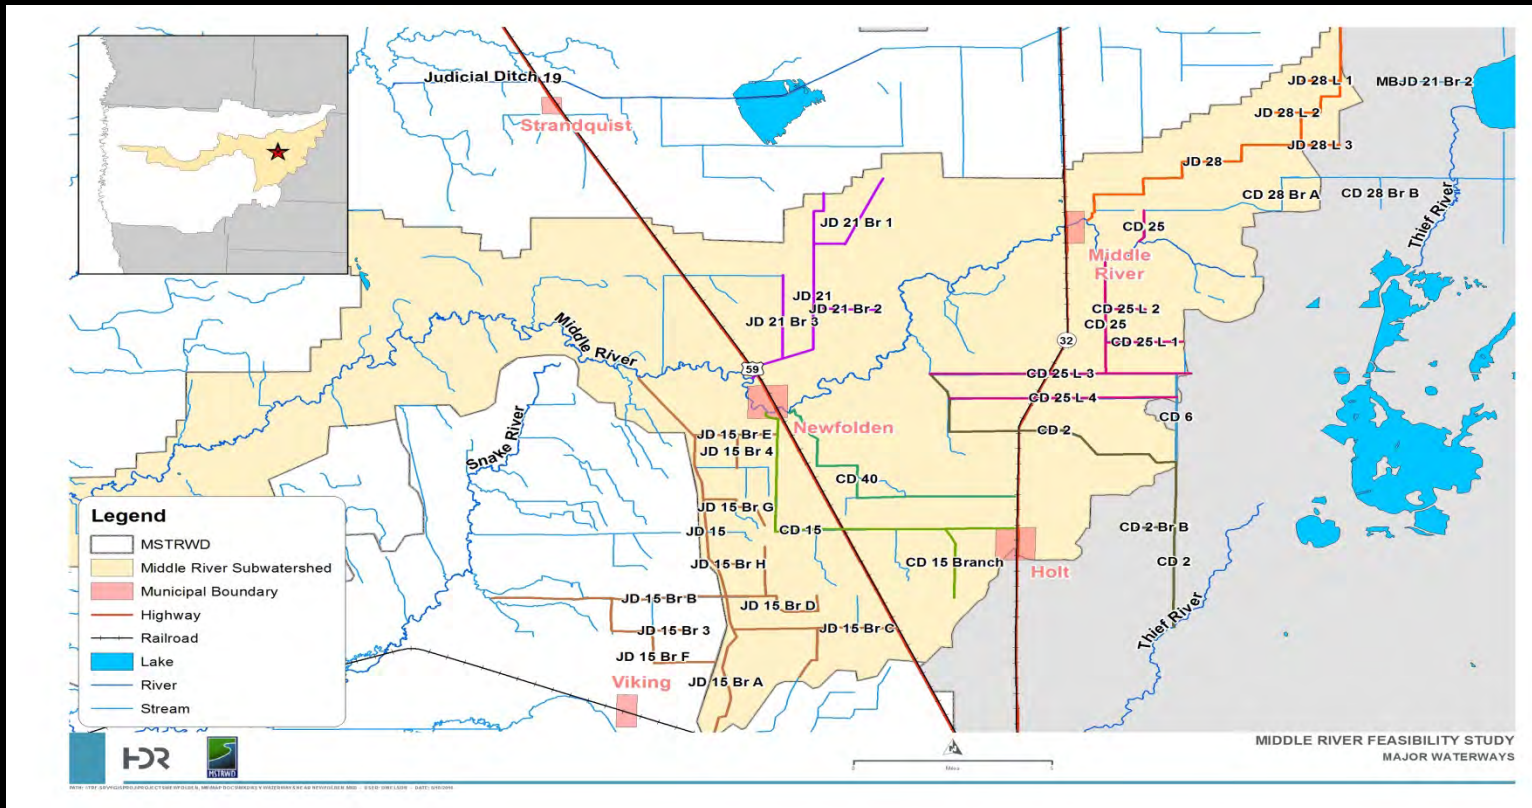 Judicial Ditch 19
Strandquist
JD 28 L 1
MBJD 21 Br 2
JD 28 L 2
JD 28 L 3
JD 28
CD 28 Br A
CD 28 Br B
Thief River
JD 21 Br 1
CD 25
Middle
River
JD 21
JD 21 Br 2
JD 21 Br 3
CD 25 L 2
CD 25
CD 25 L 1
32
Middle River
59
CD 25 L 3
CD 25 L 4
CD 6
Newfolden
CD 2
Snake River
JD 15 Br E
JD 15 Br 4
CD 40
JD 15 Br G
JD 15
CD 15
CD 2 Br B
CD 15 Branch
Holt
CD 2
JD 15 Br H
JD 15 Br B
JD 15 Br D
JD 15 Br 3
JD 15 Br C
Thief River
JD 15 Br F
Viking
JD 15 Br A
Legend
MSTRWD
Middle River Subwatershed
Municipal Boundary
Highway
Railroad
Lake
River
Stream
HDR
MSTRWD
0
5
Miles
MIDDLE RIVER FEASIBILITY STUDY
MAJOR WATERWAYS